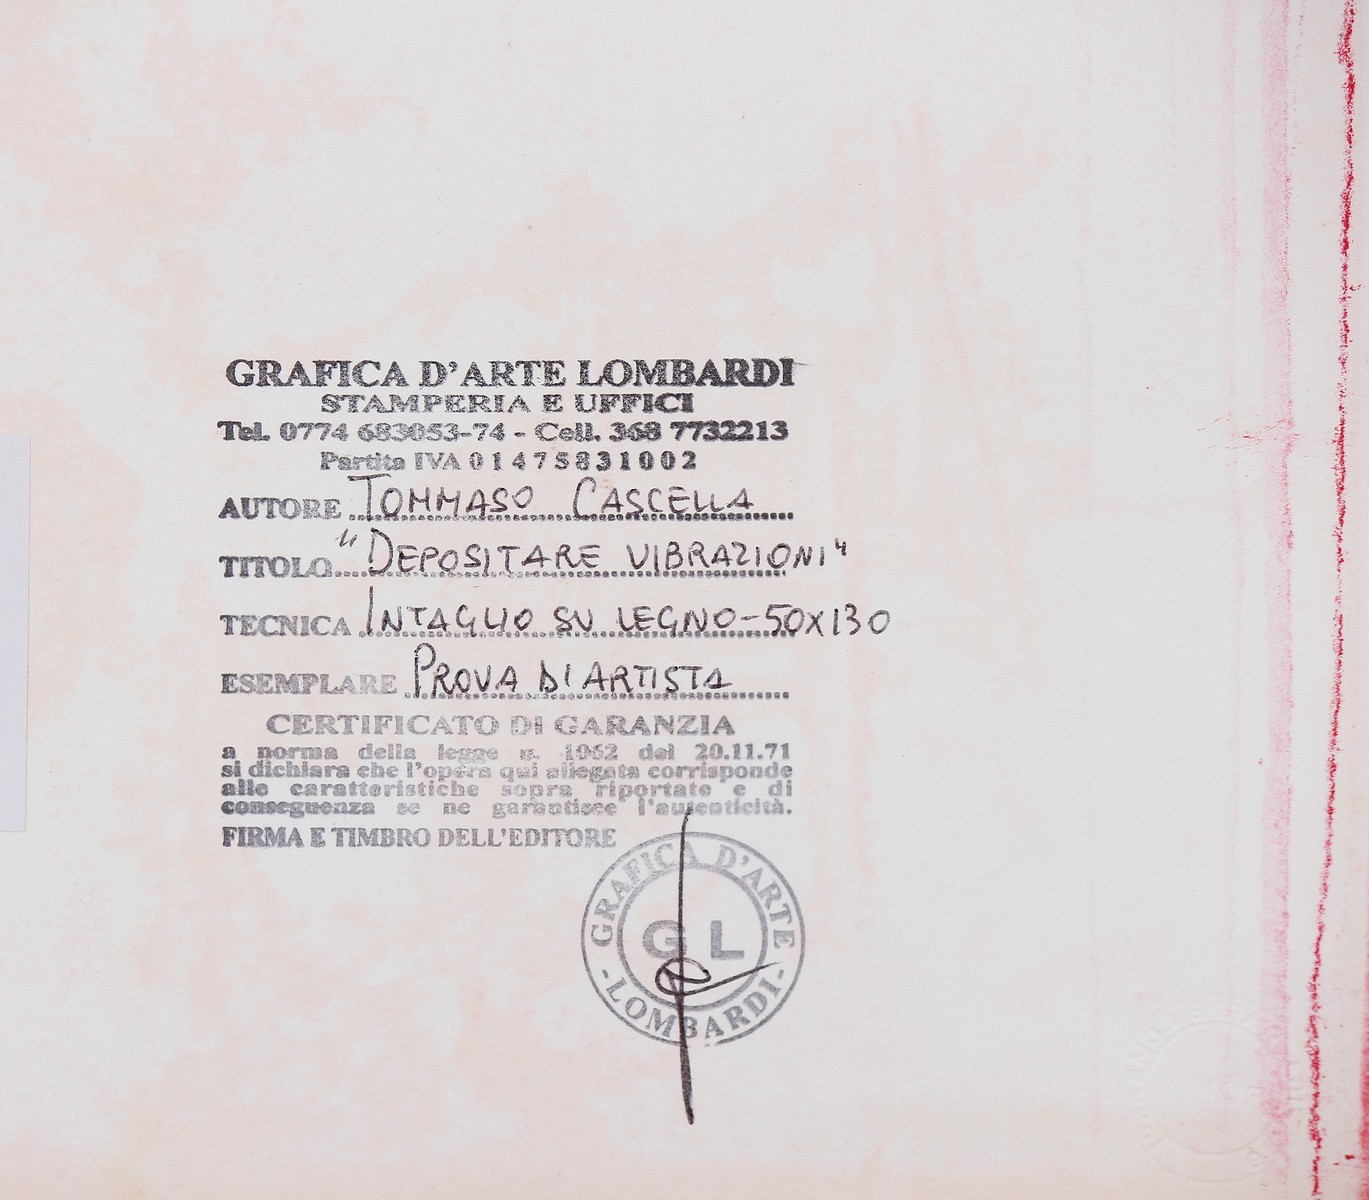 GRAFICA D'ARTE LOMBARDI
STAMPERIA E UFFICI
Tel. 0774 683053-74 - Cell. 368 7732213
Partita IVA 01475831002
AUTORE TOMMASO CASCELLA
TITOLO "DEPOSITARE VIBRAZIONI"
TECNICA INTAGLIO SU LEGNO-50X130
ESEMPLARE PROVA DI ARTISTA
CERTIFICATO DI GARANZIA
a norma della legge n. 1062 del 20.11.71
si dichiara che l'opera qui allegata corrisponde
alle caratteristiche sopra riportate e di
conseguenza se ne garantisce l'autenticità.
FIRMA E TIMBRO DELL'EDITORE
GRAFICA D'ARTE
G L
- LOMBARDI -